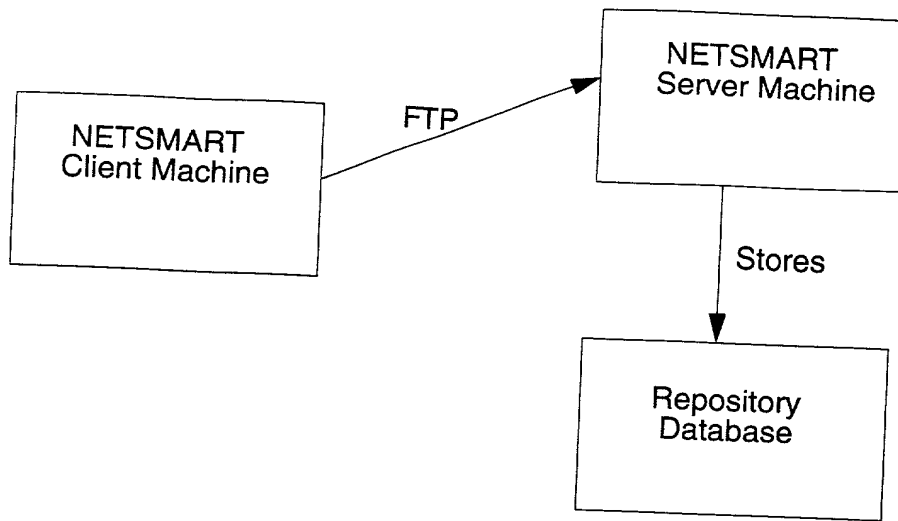 NETSMART
Client Machine
FTP
NETSMART
Server Machine
Stores
Repository
Database